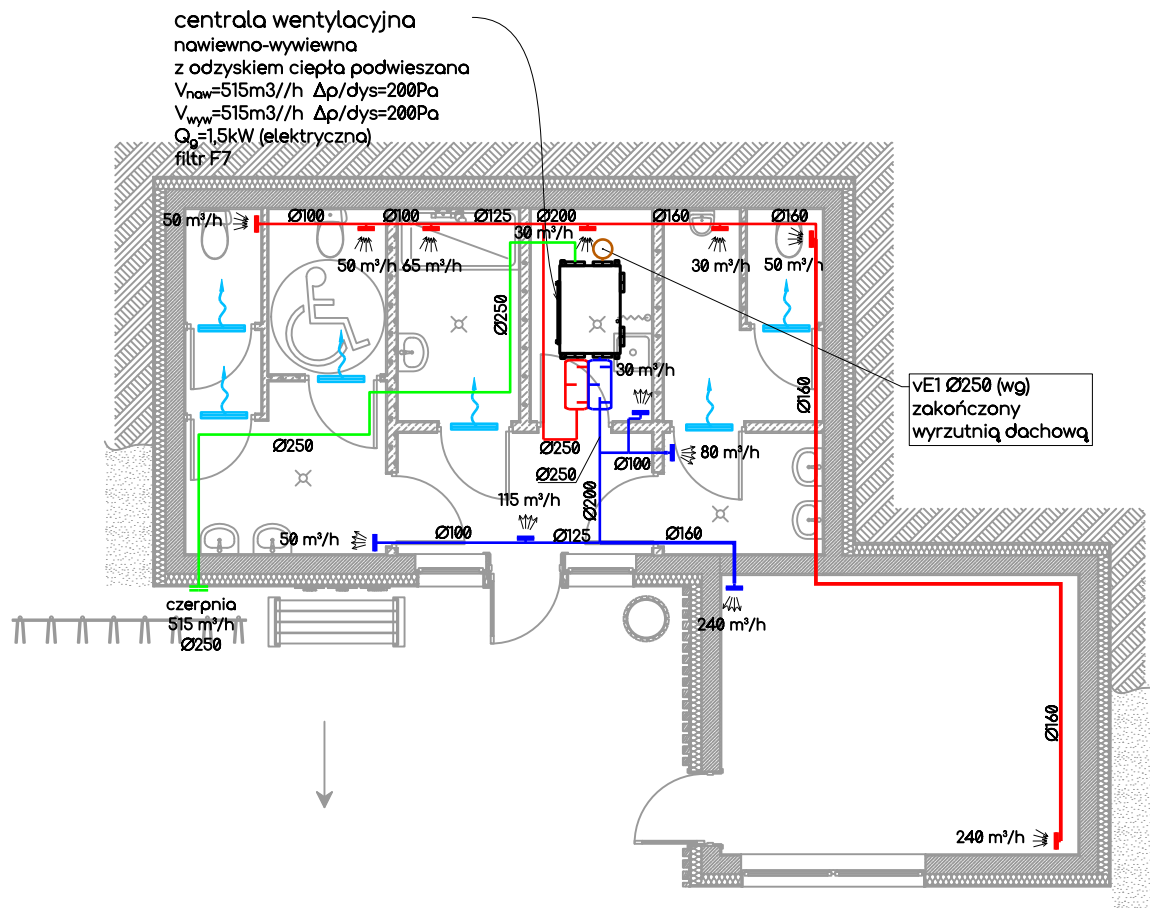 centrala wentylacyjna
nawiewno-wywiewna
z odzyskiem ciepła podwieszana
Vnaw=515m3//h Δp/dys=200Pa
Vwyw=515m3//h Δp/dys=200Pa
Qg=1,5kW (elektryczna)
filtr F7
50 m³/h
Ø100
Ø100
Ø125
Ø200
Ø160
Ø160
30 m³/h
50 m³/h
65 m³/h
30 m³/h
50 m³/h
Ø250
30 m³/h
vE1 Ø250 (wg)
zakończony
wyrzutnią dachową
Ø160
Ø250
Ø250
Ø250
Ø100
80 m³/h
Ø200
115 m³/h
50 m³/h
Ø100
Ø125
Ø160
czerpnia
515 m³/h
Ø250
240 m³/h
Ø160
240 m³/h